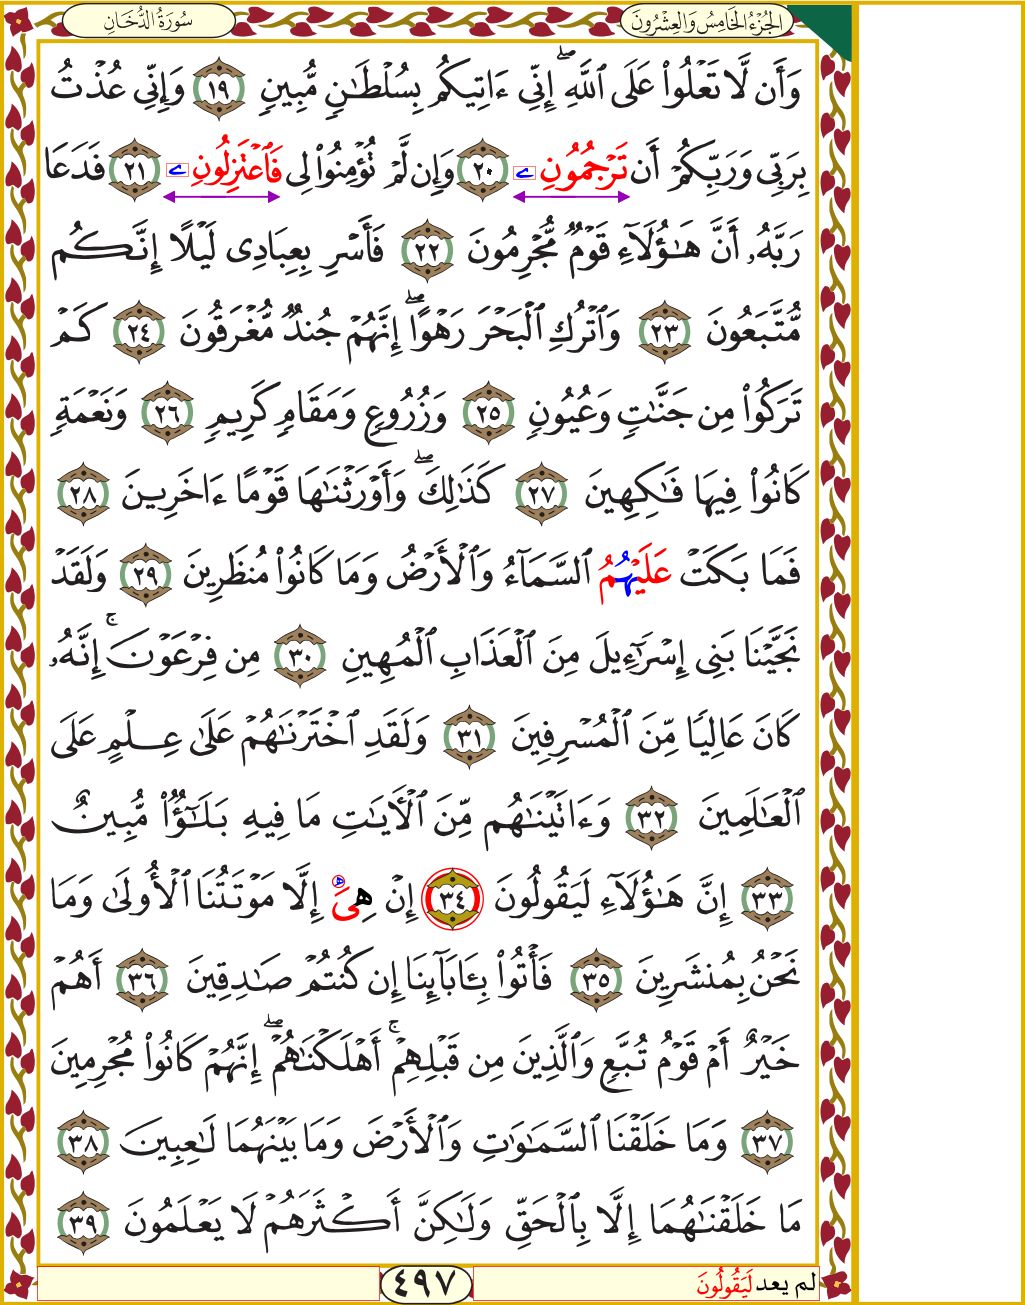 سُورَةُ الدُّخَانِ
الجُزْءُ الخَامِسُ وَالعِشْرُونَ
وَأَن لَّا تَعْلُواْ عَلَى ٱللَّهِۖ إِنِّي ءَاتِيكُم بِسُلْطَٰنٖ مُّبِينٖ ١٩ وَإِنِّي عُذْتُ
بِرَبِّي وَرَبِّكُمْ أَن تَرْجُمُونِ ے ٢٠ وَإِن لَّمْ تُؤْمِنُواْ لِي فَٱعْتَزِلُونِ ے ٢١ فَدَعَا
رَبَّهُۥ أَنَّ هَٰٓؤُلَآءِ قَوْمٞ مُّجْرِمُونَ ٢٢ فَأَسْرِ بِعِبَادِي لَيْلًا إِنَّكُم
مُّتَّبَعُونَ ٢٣ وَٱتْرُكِ ٱلْبَحْرَ رَهْوًاۖ إِنَّهُمْ جُندٞ مُّغْرَقُونَ ٢٤ كَمْ
تَرَكُواْ مِن جَنَّٰتٖ وَعُيُونٖ ٢٥ وَزُرُوعٖ وَمَقَامٖ كَرِيمٖ ٢٦ وَنَعْمَةٖ
كَانُواْ فِيهَا فَٰكِهِينَ ٢٧ كَذَٰلِكَۖ وَأَوْرَثْنَٰهَا قَوْمًا ءَاخَرِينَ ٢٨
فَمَا بَكَتْ عَلَيْهُمُ ٱلسَّمَآءُ وَٱلْأَرْضُ وَمَا كَانُواْ مُنظَرِينَ ٢٩ وَلَقَدْ
نَجَّيْنَا بَنِي إِسْرَٰٓءِيلَ مِنَ ٱلْعَذَابِ ٱلْمُهِينِ ٣٠ مِن فِرْعَوْنَۚ إِنَّهُۥ
كَانَ عَالِيٗا مِّنَ ٱلْمُسْرِفِينَ ٣١ وَلَقَدِ ٱخْتَرْنَٰهُمْ عَلَىٰ عِلْمٍ عَلَى
ٱلْعَٰلَمِينَ ٣٢ وَءَاتَيْنَٰهُم مِّنَ ٱلْأٓيَٰتِ مَا فِيهِ بَلَٰٓؤٞاْ مُّبِينٌ
٣٣ إِنَّ هَٰٓؤُلَآءِ لَيَقُولُونَ ٣٤ إِنْ هِيَ إِلَّا مَوْتَتُنَا ٱلْأُولَىٰ وَمَا
نَحْنُ بِمُنشَرِينَ ٣٥ فَأْتُواْ بِـَٔابَآئِنَا إِن كُنتُمْ صَٰدِقِينَ ٣٦ أَهُمْ
خَيْرٌ أَمْ قَوْمُ تُبَّعٖ وَٱلَّذِينَ مِن قَبْلِهِمْۚ أَهْلَكْنَٰهُمْۖ إِنَّهُمْ كَانُواْ مُجْرِمِينَ
٣٧ وَمَا خَلَقْنَا ٱلسَّمَٰوَٰتِ وَٱلْأَرْضَ وَمَا بَيْنَهُمَا لَٰعِبِينَ ٣٨
مَا خَلَقْنَٰهُمَا إِلَّا بِٱلْحَقِّ وَلَٰكِنَّ أَكْثَرَهُمْ لَا يَعْلَمُونَ ٣٩
لم يعد لَيَقُولُونَ
٤٩٧